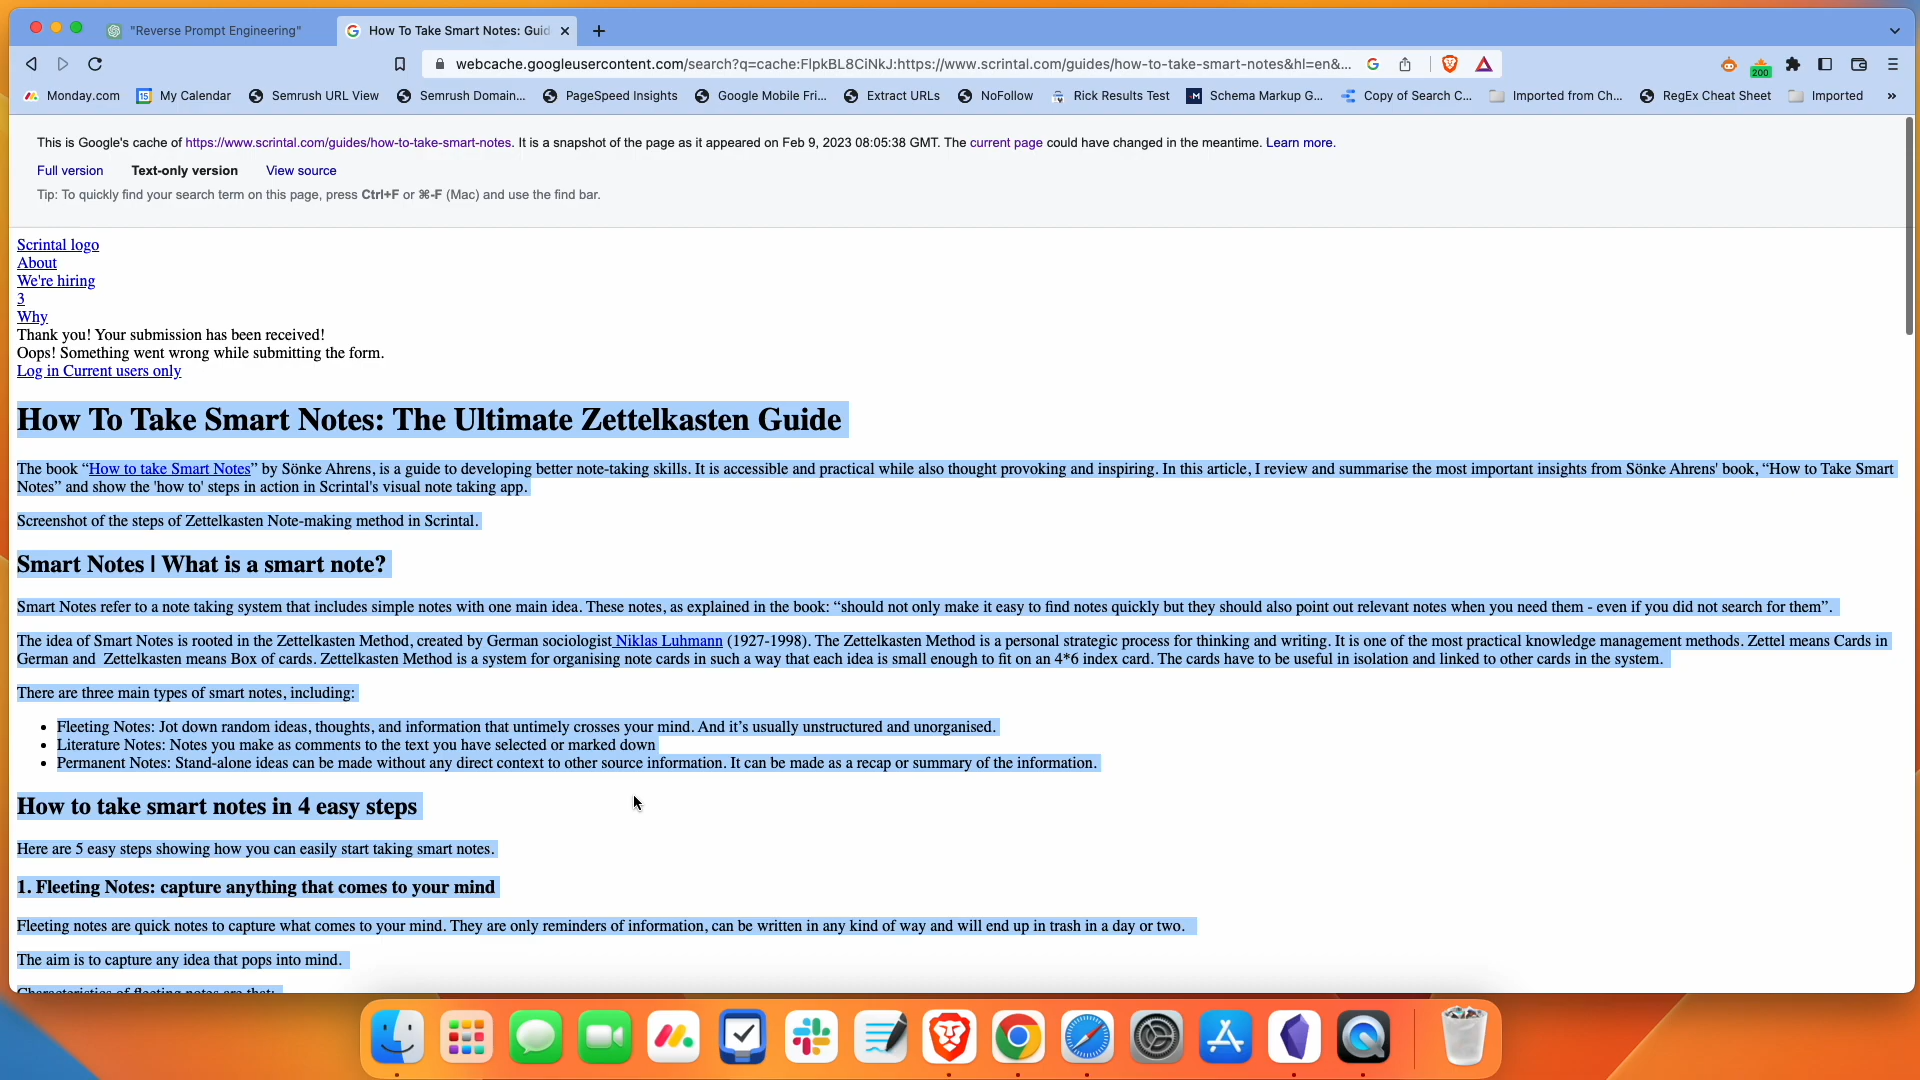 "Reverse Prompt Engineering"
How To Take Smart Notes: Guid
webcache.googleusercontent.com/search?q=cache:FlpkBL8CiNkJ:https://www.scrintal.com/guides/how-to-take-smart-notes&hl=en&...
200
Monday.com
15 My Calendar
Semrush URL View
Semrush Domain...
PageSpeed Insights
Google Mobile Fri...
Extract URLs
NoFollow
Rick Results Test
Schema Markup G...
Copy of Search C...
Imported from Ch...
RegEx Cheat Sheet
Imported
»
This is Google's cache of https://www.scrintal.com/guides/how-to-take-smart-notes. It is a snapshot of the page as it appeared on Feb 9, 2023 08:05:38 GMT. The current page could have changed in the meantime. Learn more.
Full version Text-only version View source
Tip: To quickly find your search term on this page, press Ctrl+F or ⌘-F (Mac) and use the find bar.
Scrintal logo
About
We're hiring
3
Why
Thank you! Your submission has been received!
Oops! Something went wrong while submitting the form.
Log in Current users only
How To Take Smart Notes: The Ultimate Zettelkasten Guide
The book “How to take Smart Notes” by Sönke Ahrens, is a guide to developing better note-taking skills. It is accessible and practical while also thought provoking and inspiring. In this article, I review and summarise the most important insights from Sönke Ahrens' book, “How to Take Smart
Notes” and show the 'how to' steps in action in Scrintal's visual note taking app.
Screenshot of the steps of Zettelkasten Note-making method in Scrintal.
Smart Notes | What is a smart note?
Smart Notes refer to a note taking system that includes simple notes with one main idea. These notes, as explained in the book: “should not only make it easy to find notes quickly but they should also point out relevant notes when you need them - even if you did not search for them”.
The idea of Smart Notes is rooted in the Zettelkasten Method, created by German sociologist Niklas Luhmann (1927-1998). The Zettelkasten Method is a personal strategic process for thinking and writing. It is one of the most practical knowledge management methods. Zettel means Cards in
German and  Zettelkasten means Box of cards. Zettelkasten Method is a system for organising note cards in such a way that each idea is small enough to fit on an 4*6 index card. The cards have to be useful in isolation and linked to other cards in the system.
There are three main types of smart notes, including:
• Fleeting Notes: Jot down random ideas, thoughts, and information that untimely crosses your mind. And it’s usually unstructured and unorganised.
• Literature Notes: Notes you make as comments to the text you have selected or marked down
• Permanent Notes: Stand-alone ideas can be made without any direct context to other source information. It can be made as a recap or summary of the information.
How to take smart notes in 4 easy steps
Here are 5 easy steps showing how you can easily start taking smart notes.
1. Fleeting Notes: capture anything that comes to your mind
Fleeting notes are quick notes to capture what comes to your mind. They are only reminders of information, can be written in any kind of way and will end up in trash in a day or two.
The aim is to capture any idea that pops into mind.
Characteristics of fleeting notes are that: